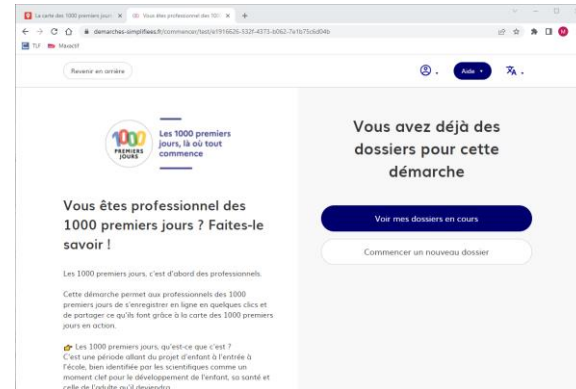 La carte des 1000 premiers jour
Vous êtes professionnel des 100
demarches-simplifiees.fr/commencer/test/e1916626-332f-4373-b062-7e1b75c6d04b
TLF
Revenir en arrière
Aide
1000
PREMIERS
JOURS
Les 1000 premiers
jours, là où tout
commence
Vous êtes professionnel des
1000 premiers jours ? Faites-le
savoir !
Les 1000 premiers jours, c'est d'abord des professionnels.
Cette démarche permet aux professionnels des 1000
premiers jours de s'enregistrer en ligne en quelques clics et
de partager ce qu'ils font grâce à la carte des 1000 premiers
jours en action.
👉 Les 1000 premiers jours, qu'est-ce que c'est ?
C'est une période allant du projet d'enfant à l'entrée à
l'école, bien identifiée par les scientifiques comme un
moment clef pour le développement de l'enfant, sa santé et
celle de l'adulte qu'il deviendra.
Vous avez déjà des
dossiers pour cette
démarche
Voir mes dossiers en cours
Commencer un nouveau dossier